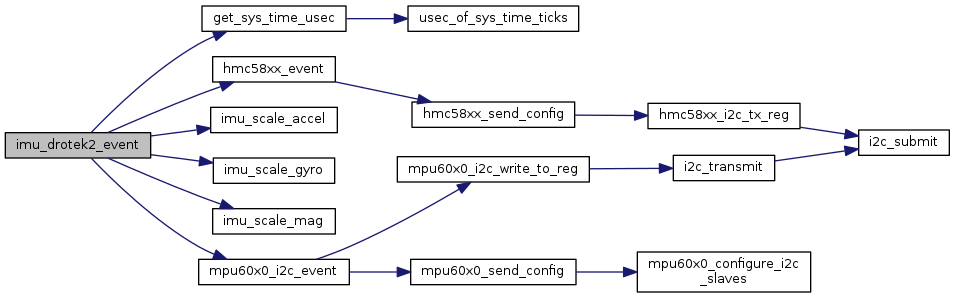 get_sys_time_usec
usec_of_sys_time_ticks
hmc58xx_event
hmc58xx_send_config
hmc58xx_i2c_tx_reg
imu_scale_accel
imu_drotek2_event
i2c_submit
imu_scale_gyro
mpu60x0_i2c_write_to_reg
i2c_transmit
imu_scale_mag
mpu60x0_i2c_event
mpu60x0_send_config
mpu60x0_configure_i2c
_slaves